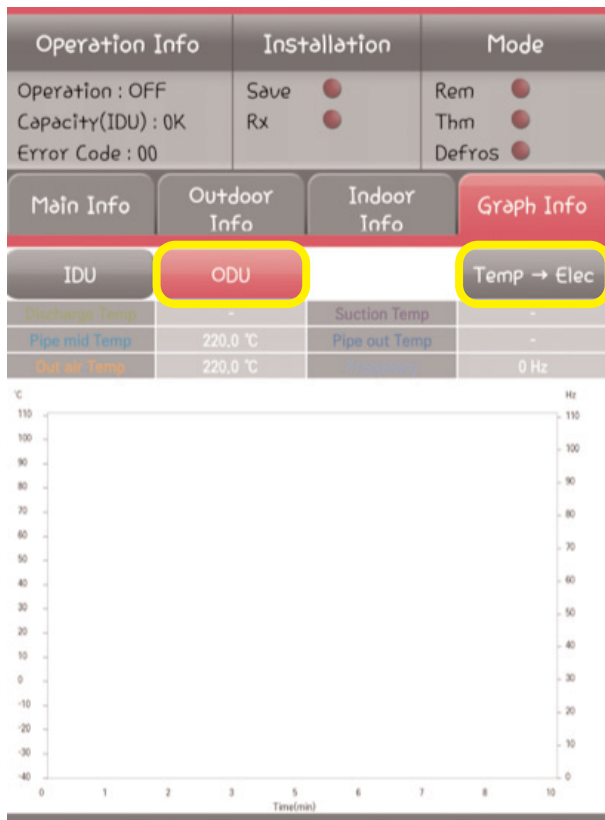 Operation Info Installation Mode
Operation : OFF Save Rem
Capacity(IDU) : 0K Rx Thm
Error Code : 00 Defros
Main Info Outdoor Info Indoor Info Graph Info
IDU ODU Temp → Elec
Discharge Temp - Suction Temp -
Pipe mid Temp 220.0 ℃ Pipe out Temp -
Out air Temp 220.0 ℃ 0 Hz
℃ Hz
110 110
100 100
90 90
80 80
70 70
60 60
50 50
40 40
30 30
20 20
10 10
0 0
-10
-20
-30
-40
0 1 2 3 5 6 7 8 10
Time(min)